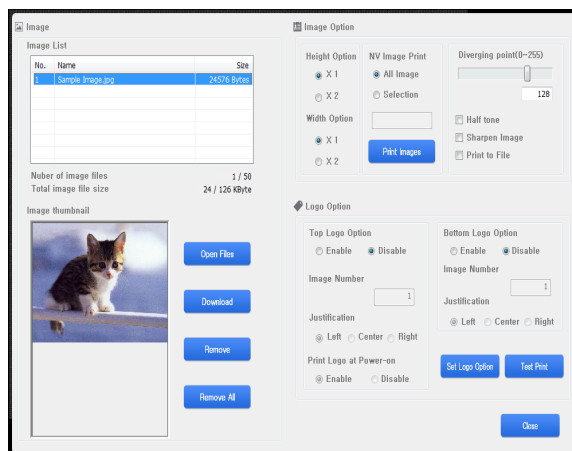 Image
Image List
No. Name Size
1 Sample Image.jpg 24576 Bytes
Nuber of image files 1 / 50
Total image file size 24 / 126 KByte
Image thumbnail
Open Files
Download
Remove
Remove All
Image Option
Height Option
X 1
X 2
Width Option
X 1
X 2
NV Image Print
All Image
Selection
Print Images
Diverging point(0~255)
128
Half tone
Sharpen Image
Print to File
Logo Option
Top Logo Option
Enable Disable
Image Number
1
Justification
Left Center Right
Print Logo at Power-on
Enable Disable
Bottom Logo Option
Enable Disable
Image Number
1
Justification
Left Center Right
Set Logo Option Test Print
Close